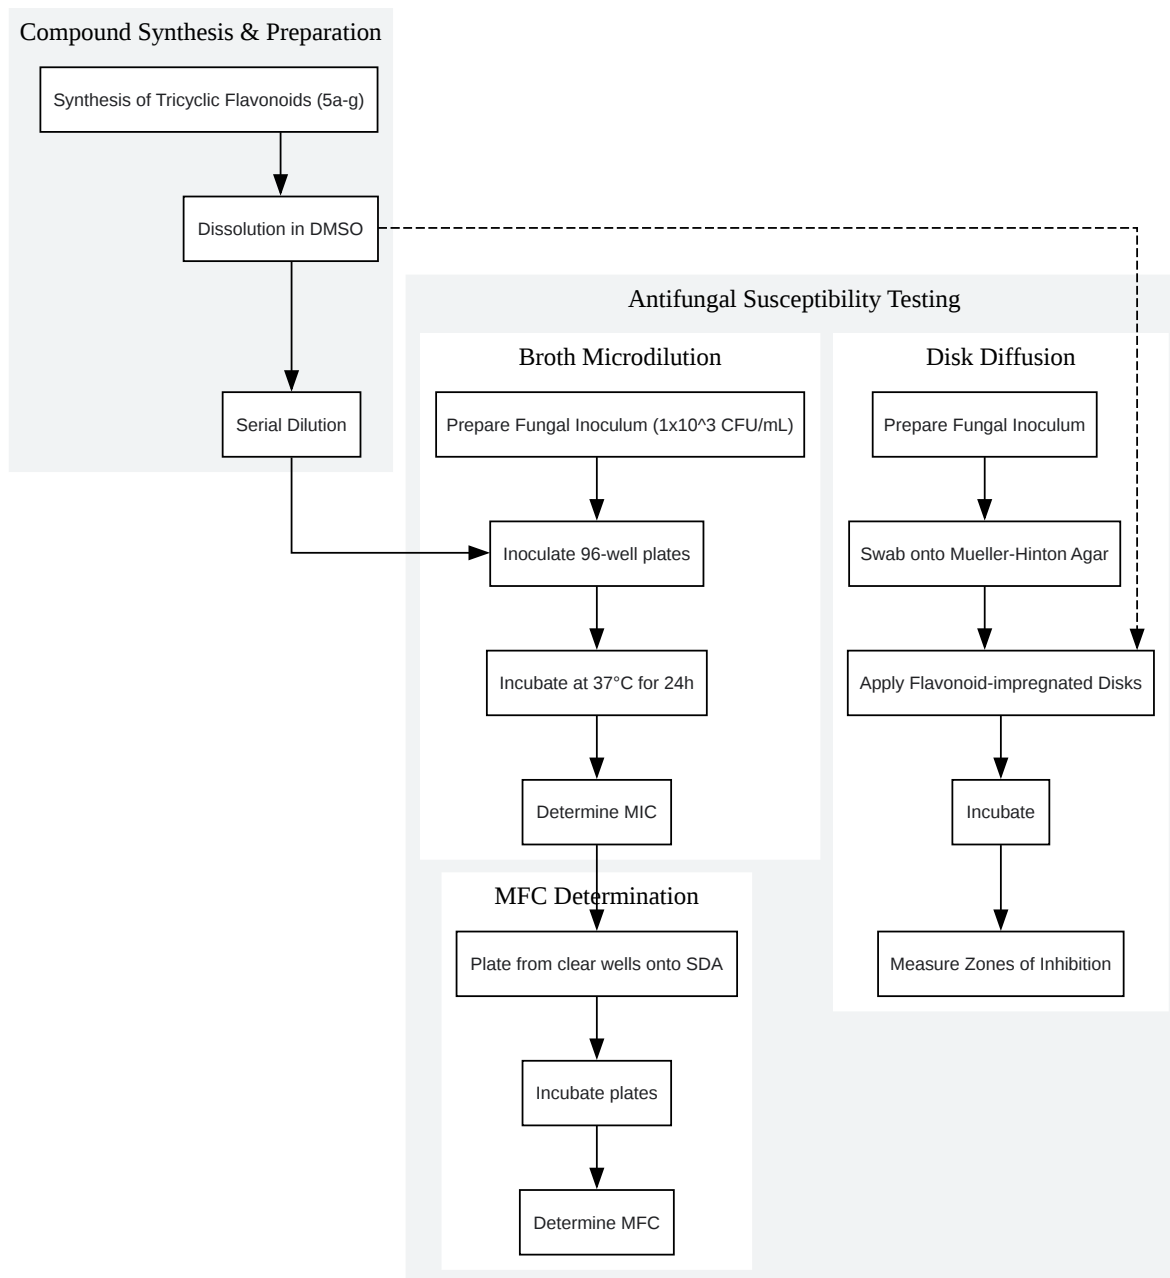 Compound Synthesis & Preparation
Synthesis of Tricyclic Flavonoids (5a-g)
Dissolution in DMSO
Serial Dilution
Antifungal Susceptibility Testing
Broth Microdilution
Prepare Fungal Inoculum (1x10^3 CFU/mL)
Inoculate 96-well plates
Incubate at 37°C for 24h
Determine MIC
MFC Determination
Plate from clear wells onto SDA
Incubate plates
Determine MFC
Disk Diffusion
Prepare Fungal Inoculum
Swab onto Mueller-Hinton Agar
Apply Flavonoid-impregnated Disks
Incubate
Measure Zones of Inhibition